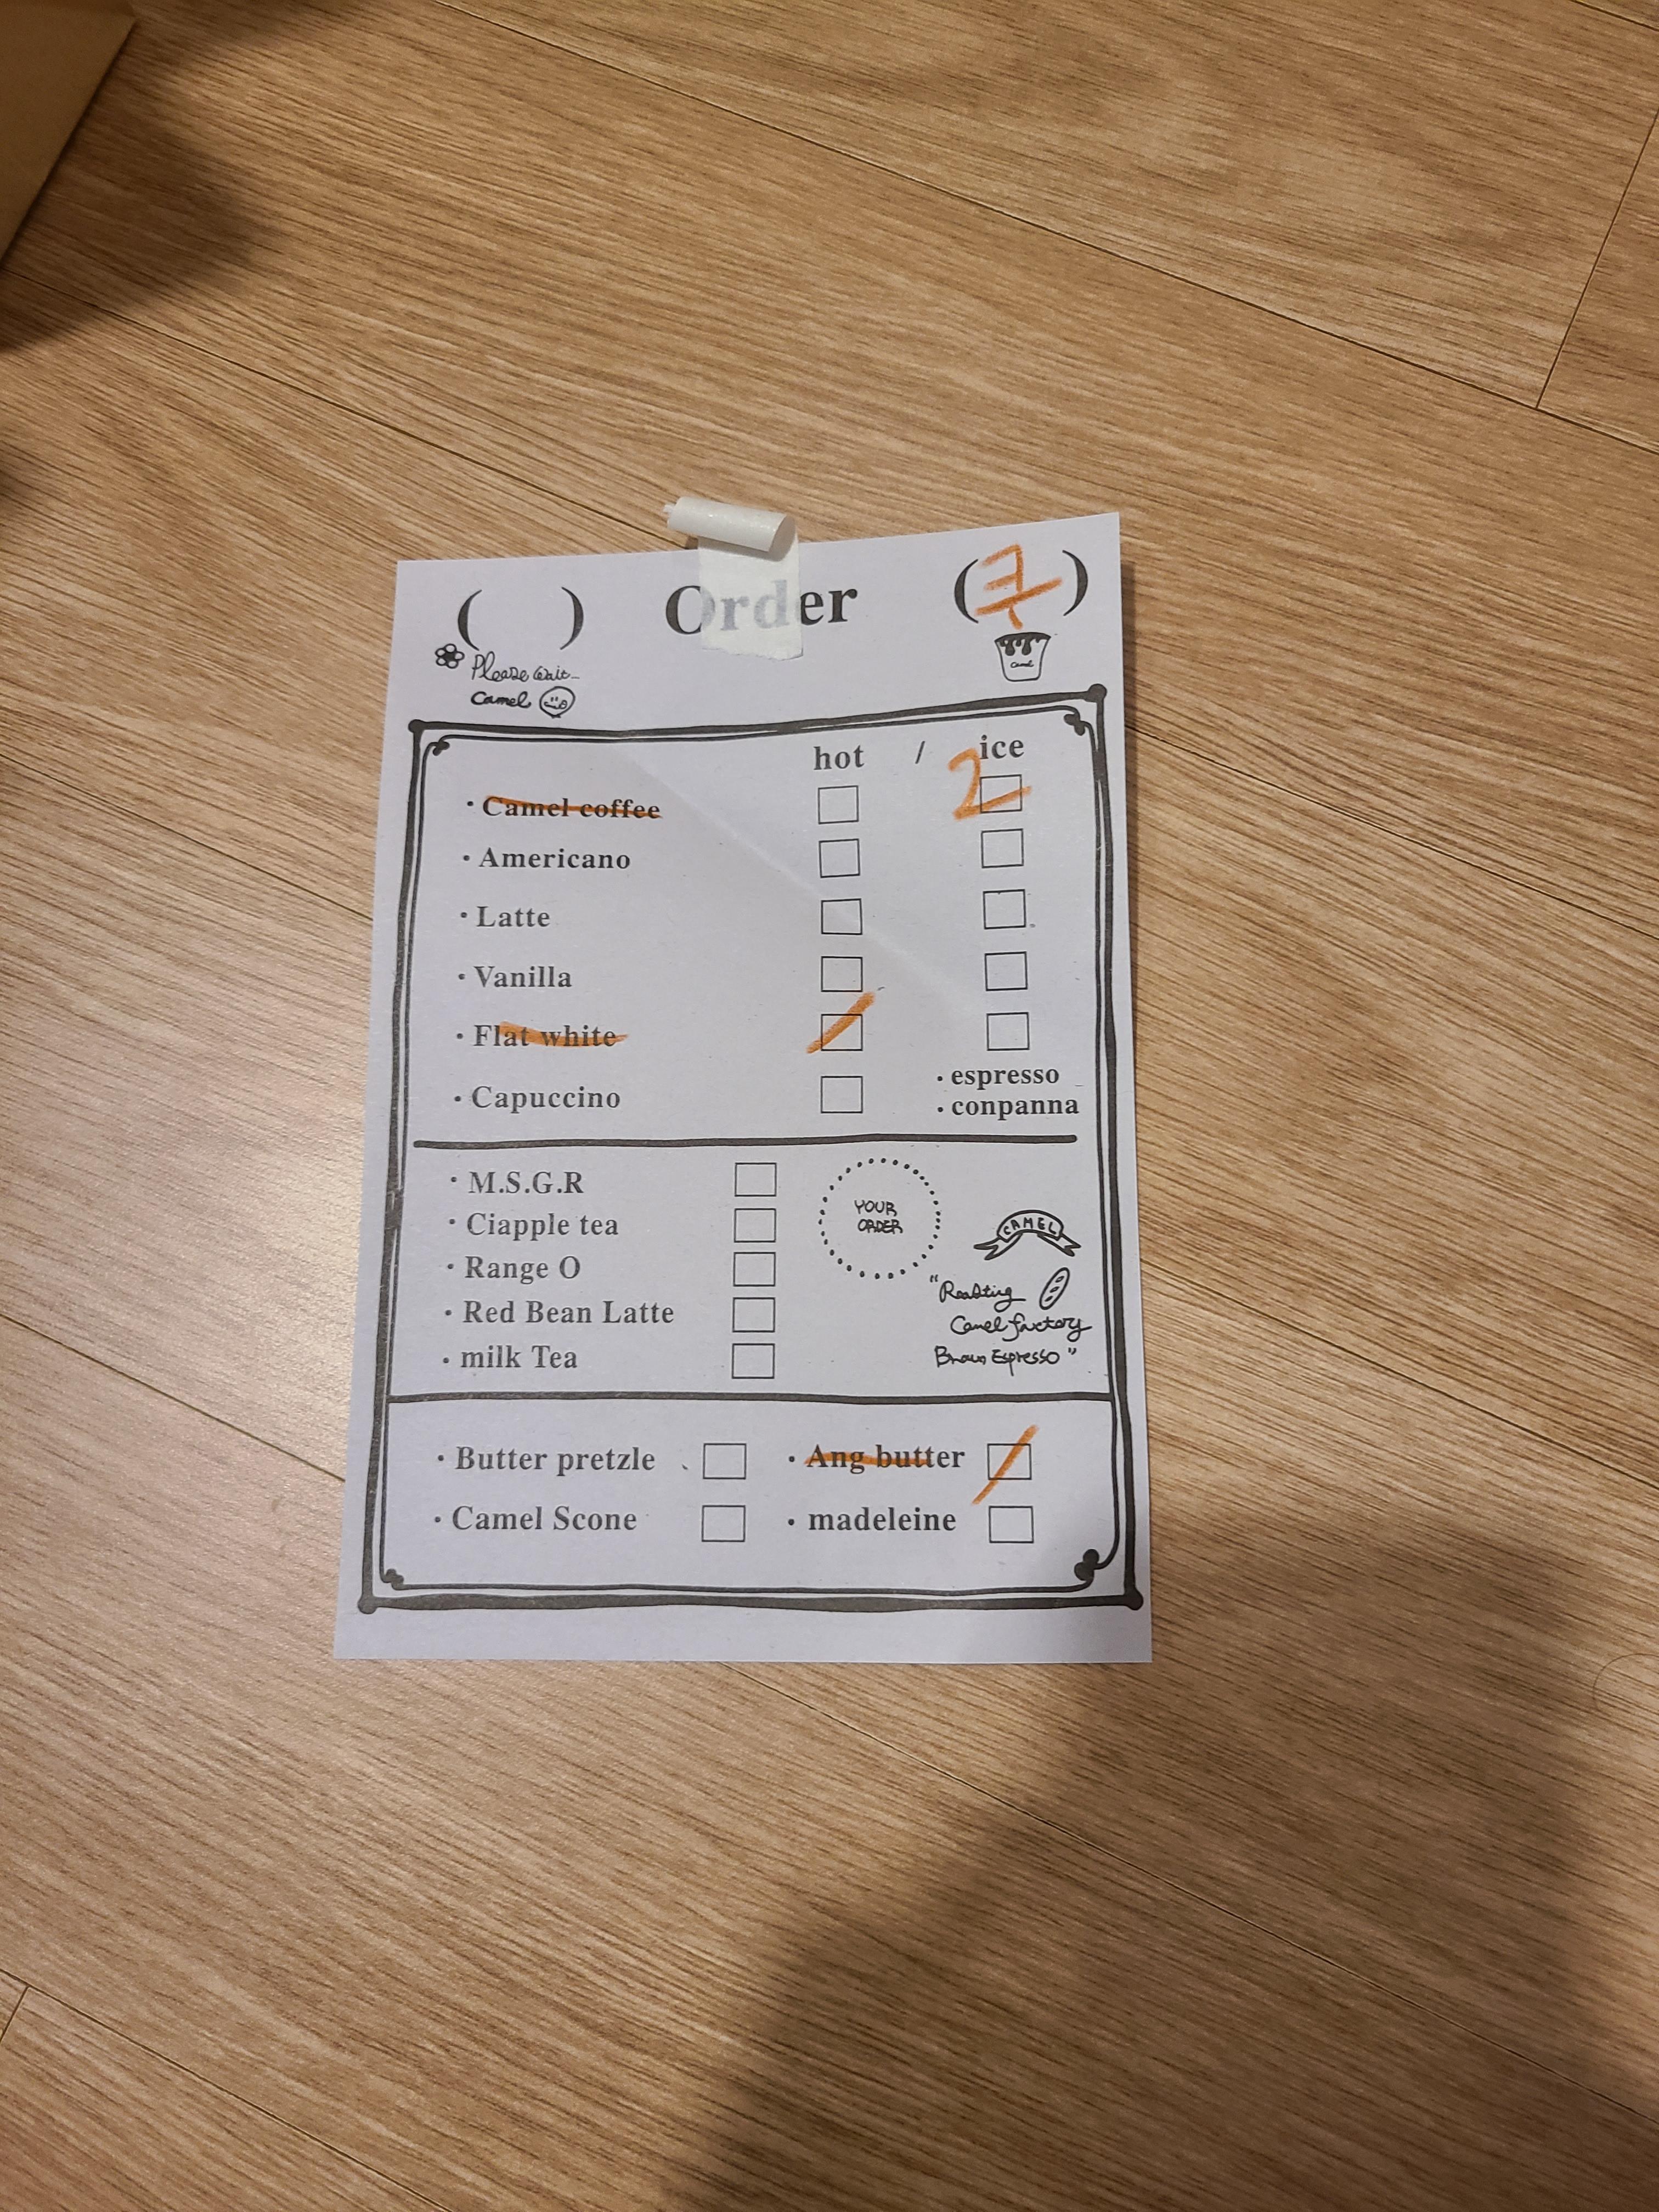 ( ) Order (쿠)
Please Wait..
Camel
Camel
hot / ice
· Camel coffee 2
· Americano
· Latte
· Vanilla
· Flat white
· Capuccino
· espresso
· conpanna
· M.S.G.R
· Ciapple tea
· Range O
· Red Bean Latte
· milk Tea
YOUR
ORDER
CAMEL
"Roasting
Camel factory
Brown Espresso"
· Butter pretzle · Ang butter
· Camel Scone · madeleine